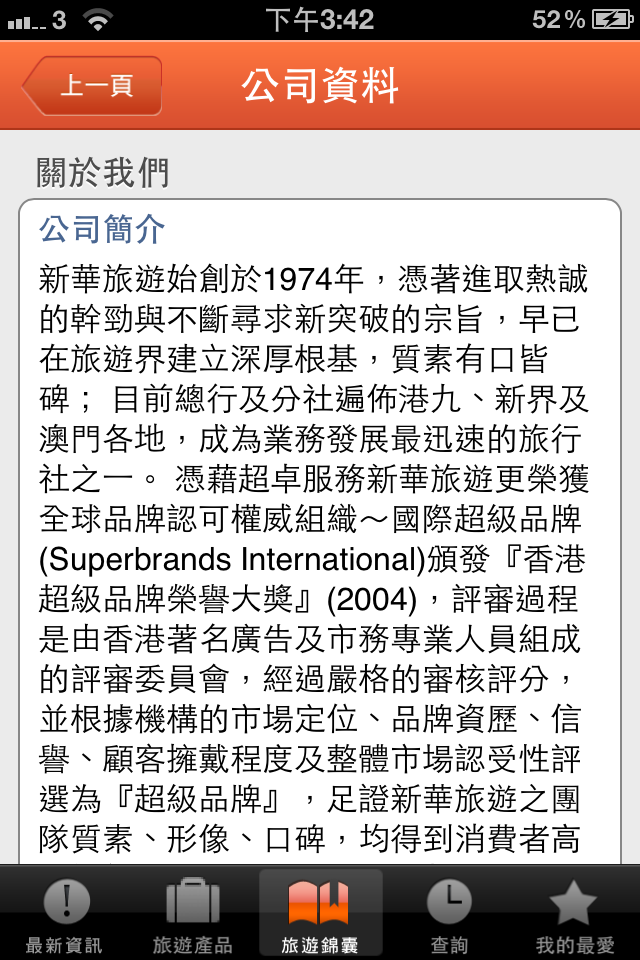 3 下午3:42 52%
上一頁 公司資料
關於我們
公司簡介
新華旅遊始創於1974年，憑著進取熱誠
的幹勁與不斷尋求新突破的宗旨，早已
在旅遊界建立深厚根基，質素有口皆
碑； 目前總行及分社遍佈港九、新界及
澳門各地，成為業務發展最迅速的旅行
社之一。 憑藉超卓服務新華旅遊更榮獲
全球品牌認可權威組織～國際超級品牌
(Superbrands International)頒發『香港
超級品牌榮譽大獎』(2004)，評審過程
是由香港著名廣告及市務專業人員組成
的評審委員會，經過嚴格的審核評分，
並根據機構的市場定位、品牌資歷、信
譽、顧客擁戴程度及整體市場認受性評
選為『超級品牌』，足證新華旅遊之團
隊質素、形像、口碑，均得到消費者高
最新資訊 旅遊產品 旅遊錦囊 查詢 我的最愛